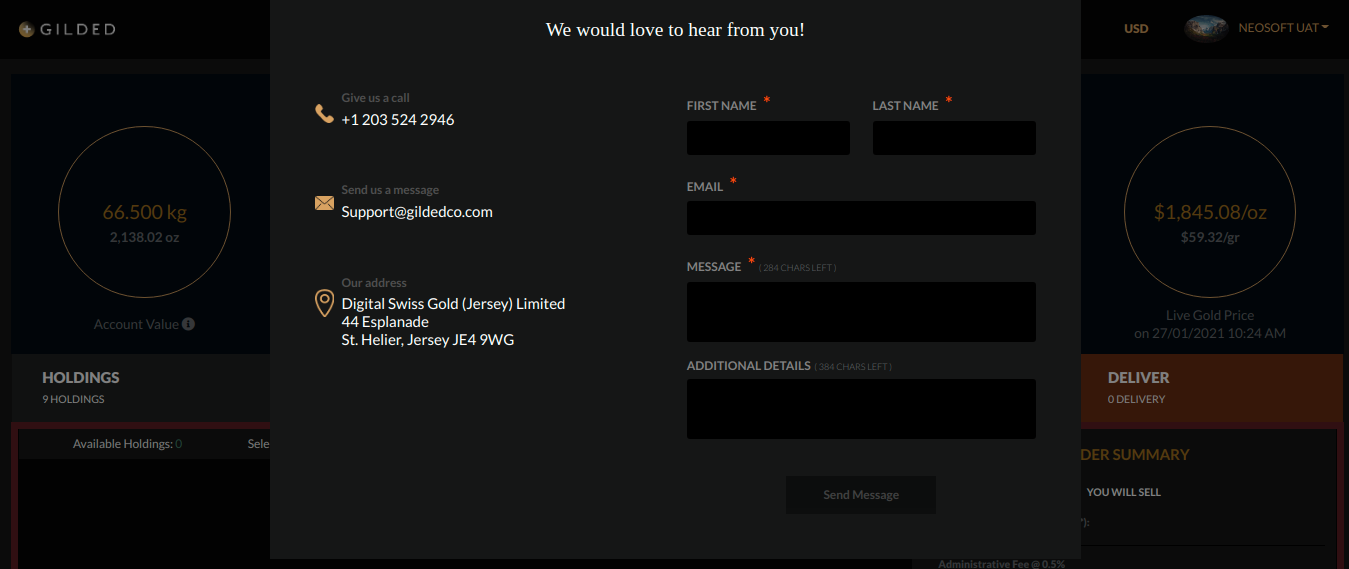 GILDED
We would love to hear from you!
USD
NEOSOFT UAT
Give us a call
+1 203 524 2946
Send us a message
Support@gildedco.com
Our address
Digital Swiss Gold (Jersey) Limited
44 Esplanade
St. Helier, Jersey JE4 9WG
FIRST NAME *
LAST NAME *
EMAIL *
MESSAGE * ( 284 CHARS LEFT )
ADDITIONAL DETAILS ( 384 CHARS LEFT )
Send Message
66.500 kg
2,138.02 oz
Account Value
$1,845.08/oz
$59.32/gr
Live Gold Price
on 27/01/2021 10:24 AM
HOLDINGS
9 HOLDINGS
DELIVER
0 DELIVERY
Available Holdings: 0
Sele
DER SUMMARY
YOU WILL SELL
"):
Administrative Fee @ 0.5%